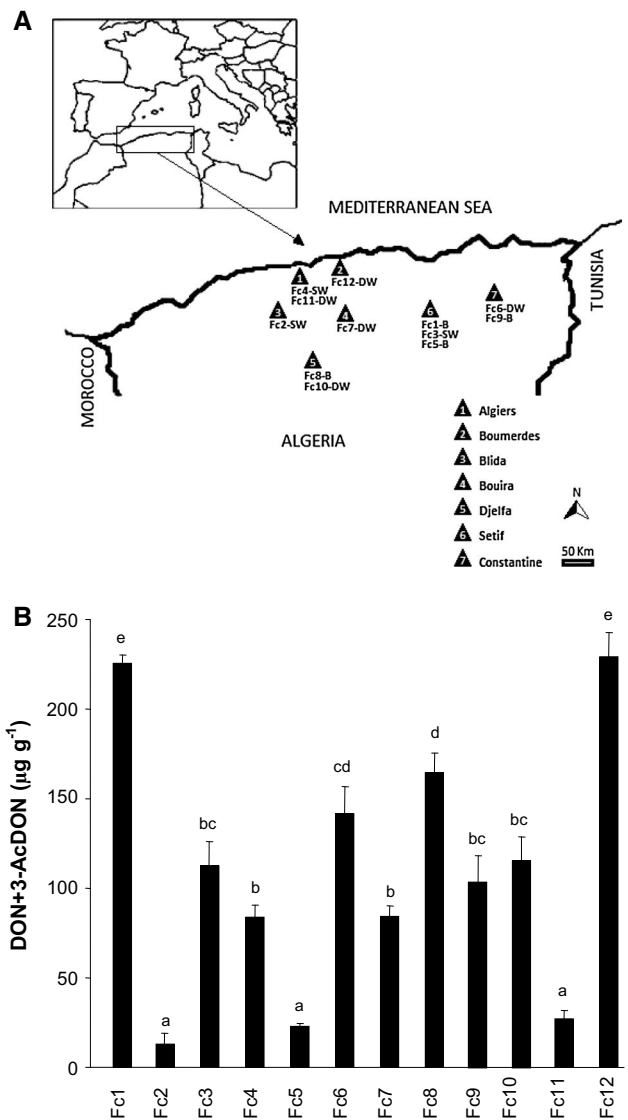 A
MEDITERRANEAN SEA
TUNISIA
MOROCCO
ALGERIA
1
Fc4-SW
Fc11-DW
2
Fc12-DW
3
Fc2-SW
4
Fc7-DW
5
Fc8-B
Fc10-DW
6
Fc1-B
Fc3-SW
Fc5-B
7
Fc6-DW
Fc9-B
1 Algiers
2 Boumerdes
3 Blida
4 Bouira
5 Djelfa
6 Setif
7 Constantine
N
50 Km
B
DON+3-AcDON (µg g⁻¹)
250
200
150
100
50
0
e
a
bc
b
a
cd
b
d
bc
bc
a
e
Fc1
Fc2
Fc3
Fc4
Fc5
Fc6
Fc7
Fc8
Fc9
Fc10
Fc11
Fc12